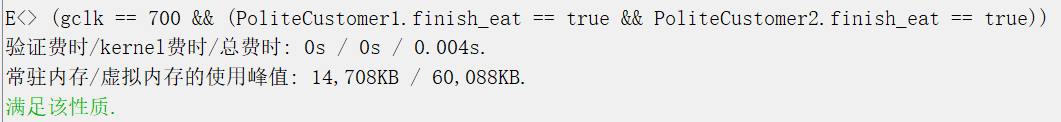 E<> (gclk == 700 && (PoliteCustomer1.finish_eat == true && PoliteCustomer2.finish_eat == true))
验证费时/kernel费时/总费时: 0s / 0s / 0.004s.
常驻内存/虚拟内存的使用峰值: 14,708KB / 60,088KB.
满足该性质.